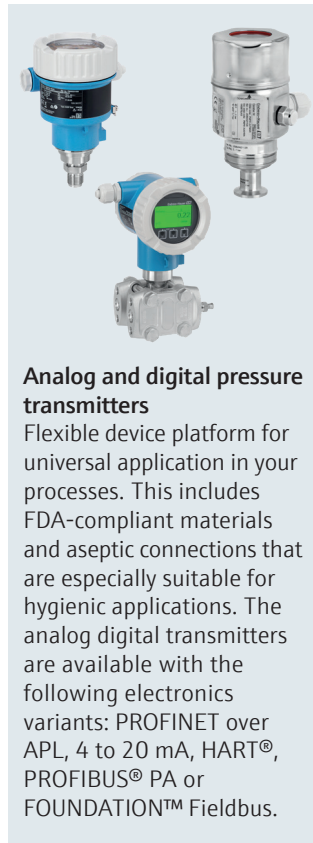 Analog and digital pressure
transmitters
Flexible device platform for
universal application in your
processes. This includes
FDA-compliant materials
and aseptic connections that
are especially suitable for
hygienic applications. The
analog digital transmitters
are available with the
following electronics
variants: PROFINET over
APL, 4 to 20 mA, HART®,
PROFIBUS® PA or
FOUNDATION™ Fieldbus.